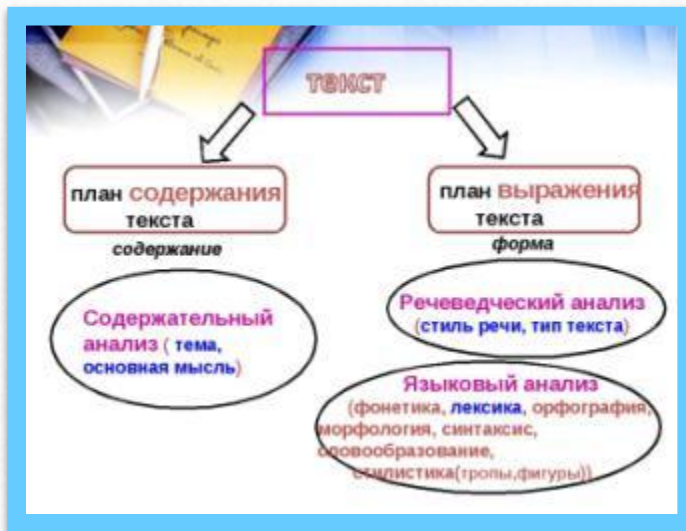 текст
план содержания
текста
содержание
Содержательный
анализ ( тема,
основная мысль)
план выражения
текста
форма
Речеведческий анализ
(стиль речи, тип текста)
Языковый анализ
(фонетика, лексика, орфография,
морфология, синтаксис,
словообразование,
стилистика(тропы,фигуры))